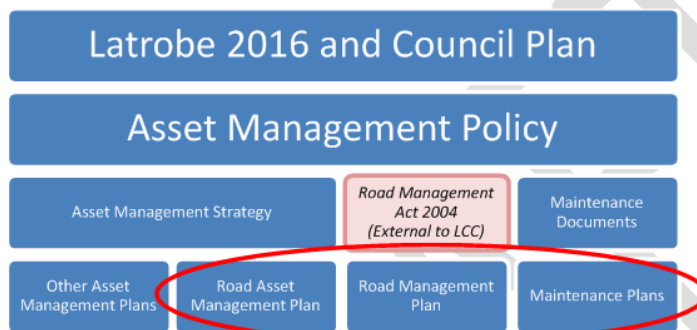 Latrobe 2016 and Council Plan
Asset Management Policy
Asset Management Strategy
Road Management
Act 2004
(External to LCC)
Maintenance
Documents
Other Asset
Management Plans
Road Asset
Management Plan
Road Management
Plan
Maintenance Plans